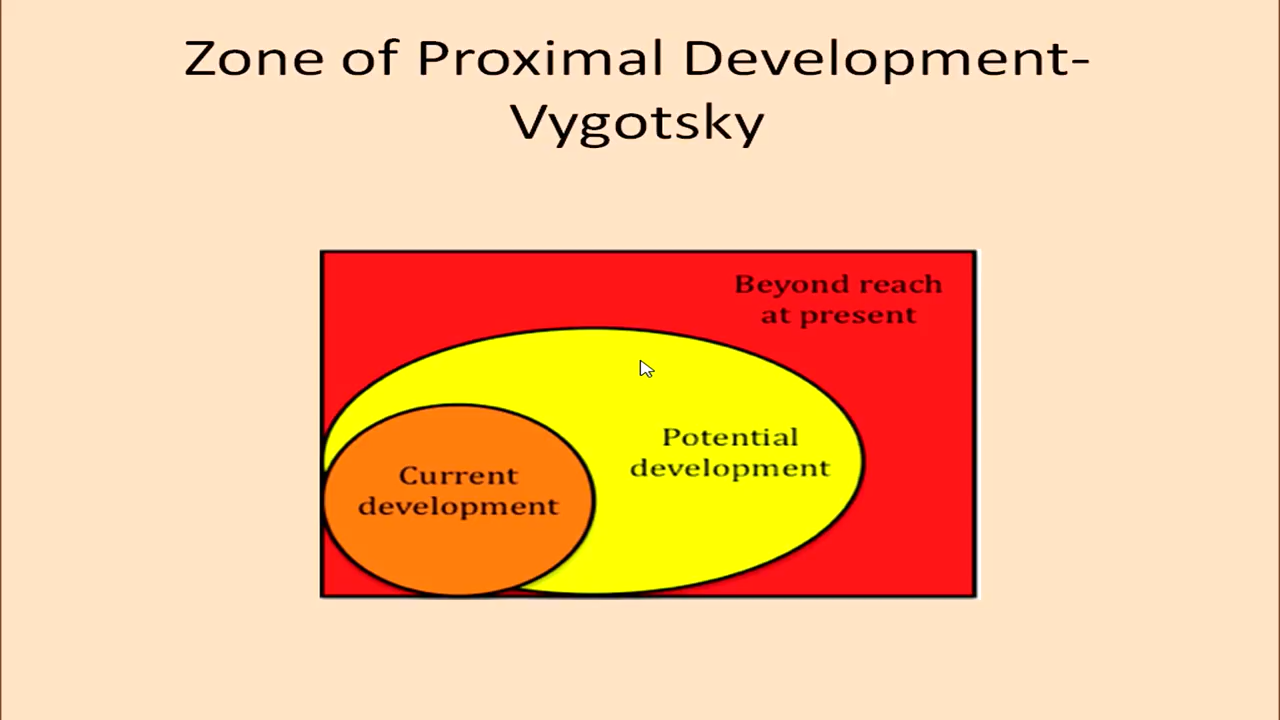 Zone of Proximal Development-
Vygotsky
Beyond reach
at present
Potential
development
Current
development